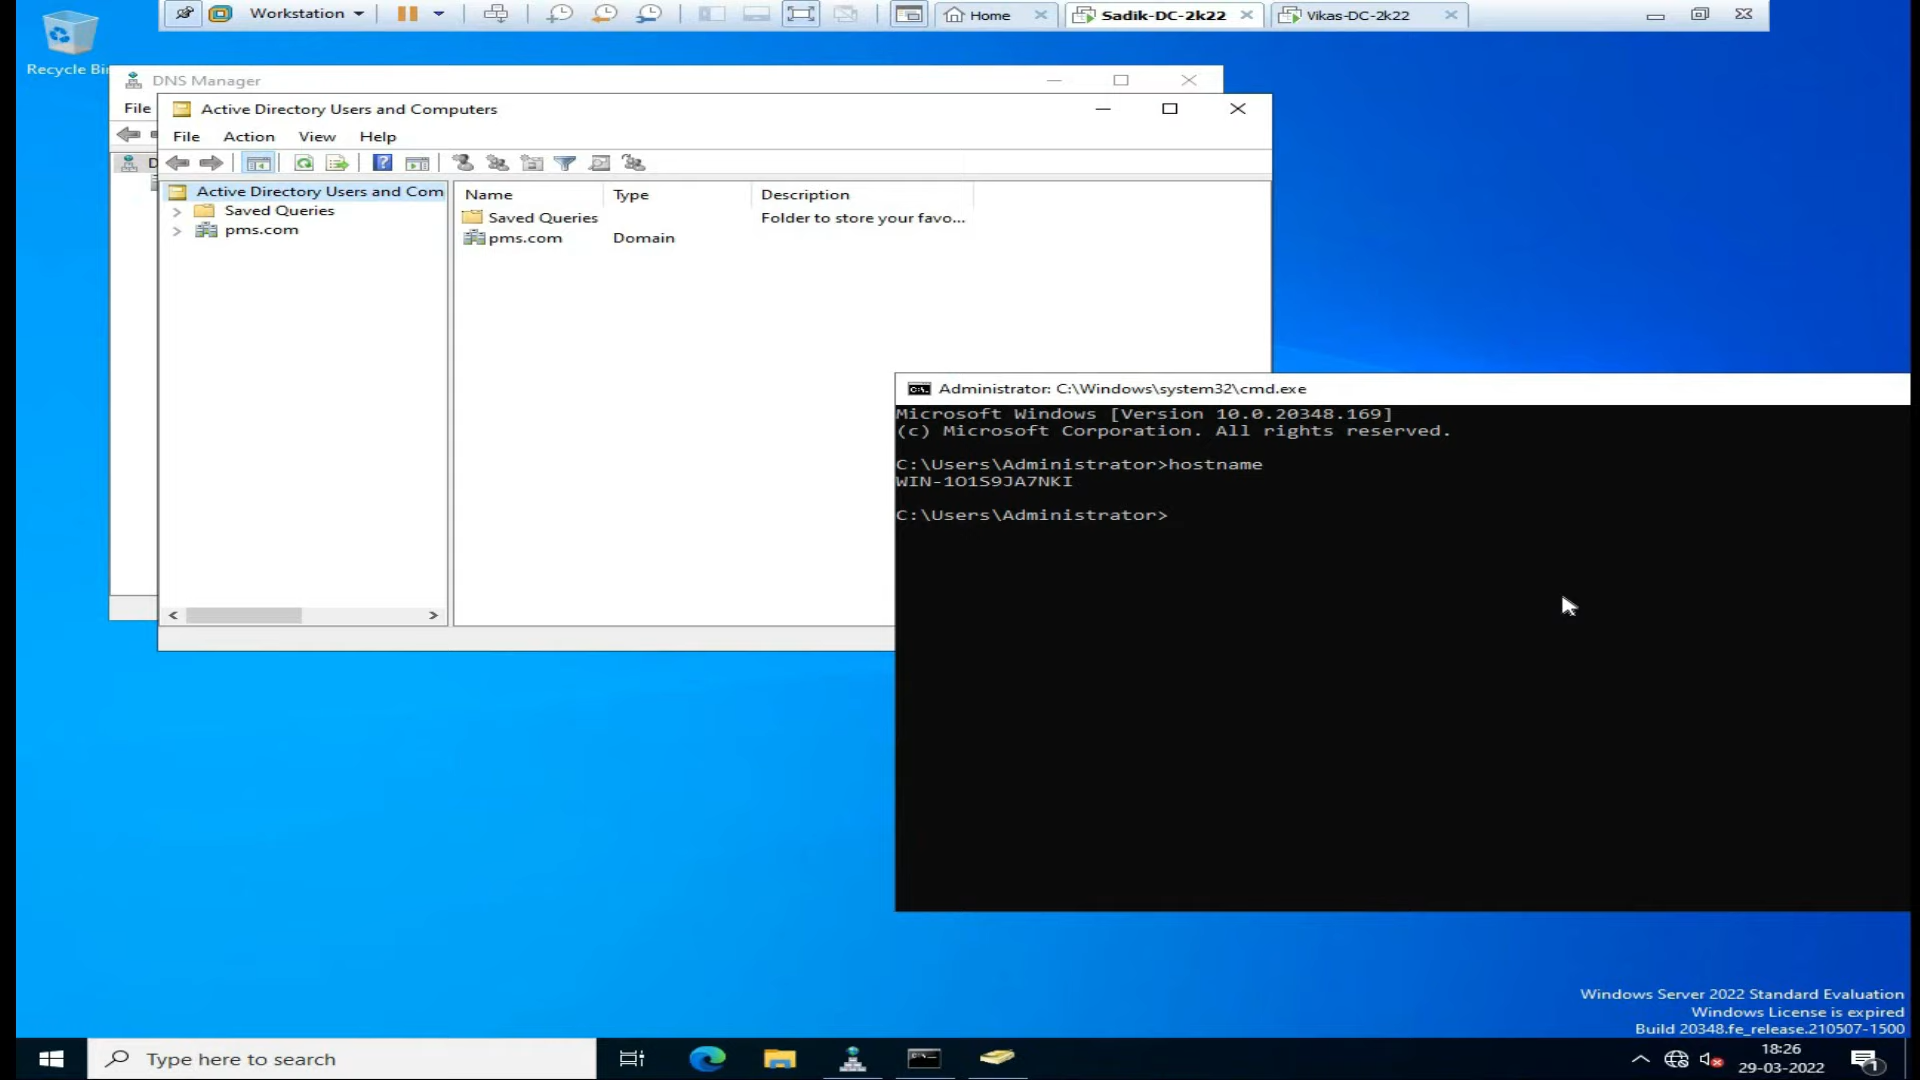 Workstation
Home
Sadik-DC-2k22
Vikas-DC-2k22
Recycle Bi
DNS Manager
File
Active Directory Users and Computers
File Action View Help
D
Active Directory Users and Com
Saved Queries
pms.com
Name Type Description
Saved Queries Folder to store your favo...
pms.com Domain
Administrator: C:\Windows\system32\cmd.exe
Microsoft Windows [Version 10.0.20348.169]
(c) Microsoft Corporation. All rights reserved.
C:\Users\Administrator>hostname
WIN-1O1S9JA7NKI
C:\Users\Administrator>
Windows Server 2022 Standard Evaluation
Windows License is expired
Build 20348.fe_release.210507-1500
Type here to search
18:26
29-03-2022
1